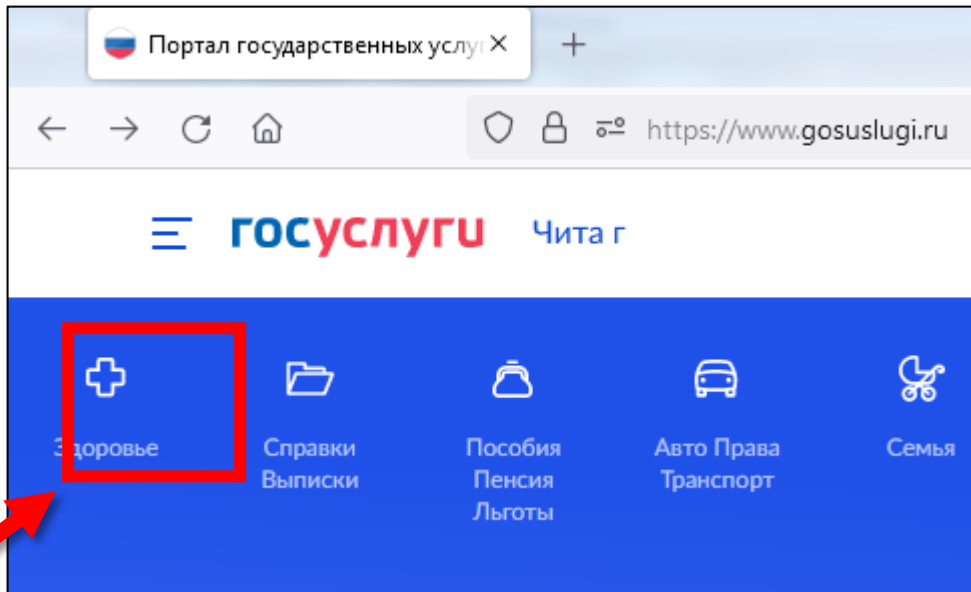 Портал государственных услуг
https://www.gosuslugi.ru
госуслуги Чита г
Здоровье
Справки
Выписки
Пособия
Пенсия
Льготы
Авто Права
Транспорт
Семья